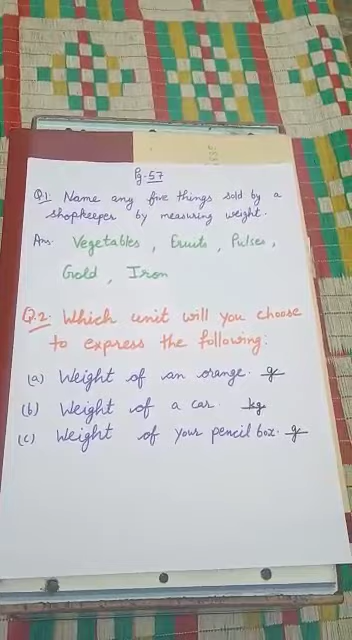 Pg-57
Q1. Name any five things sold by a
shopkeeper by measuring weight.
Ans. Vegetables, Fruits, Pulses,
Gold, Iron
Q.2. Which unit will you choose
to express the following:
(a) Weight of an orange. g
(b) Weight of a car. kg
(c) Weight of your pencil box. g